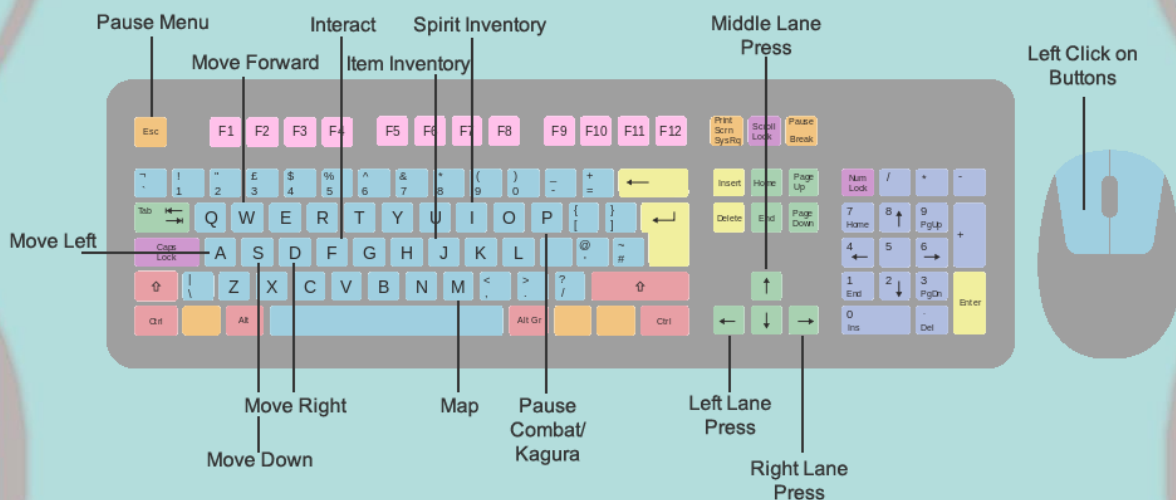 Pause Menu
Interact
Spirit Inventory
Middle Lane
Press
Move Forward
Item Inventory
Left Click on
Buttons
Esc
F1 F2 F3 F4 F5 F6 F7 F8 F9 F10 F11 F12
Print
Scrn
SysRq
Scroll
Lock
Pause
-
Break
¬ ! " £ $ % ^ & * ( ) _ +
` 1 2 3 4 5 6 7 8 9 0 - =
←
Insert Home Page
Up
Num
Lock
/ * -
Tab Q W E R T Y U I O P { [ } ]
Delete End Page
Down
7 Home 8 ↑ 9 PgUp +
Move Left
Caps
Lock
A S D F G H J K L @ ' ~ #
4 ← 5 6 →
⇧ | \ Z X C V B N M < , > . ? / ⇧
↑
1 End 2 ↓ 3 PgDn Enter
Ctrl Alt Alt Gr Ctrl
← ↓ →
0 Ins . Del
Move Right
Map
Pause
Combat/
Kagura
Left Lane
Press
Move Down
Right Lane
Press